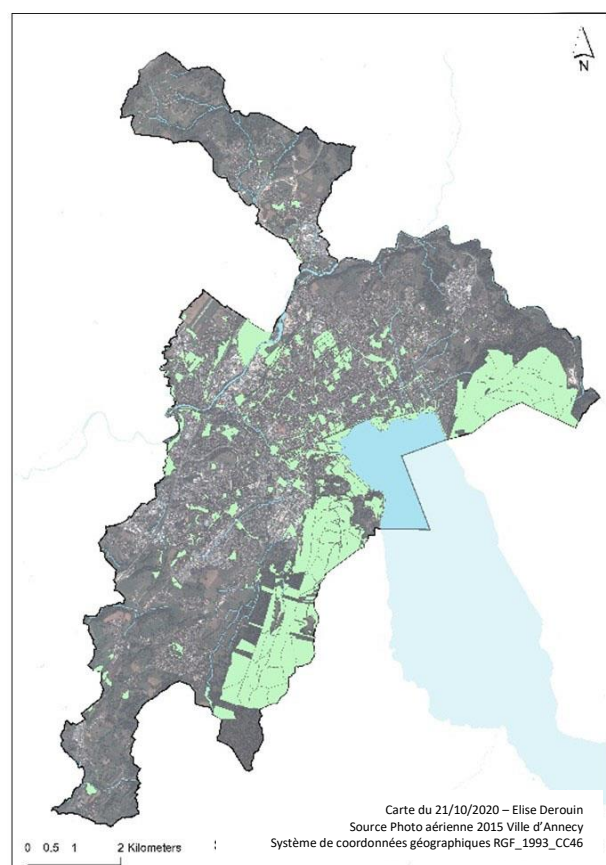 N
Carte du 21/10/2020 – Elise Derouin
Source Photo aérienne 2015 Ville d’Annecy
Système de coordonnées géographiques RGF_1993_CC46
0 0.5 1 2 Kilometers